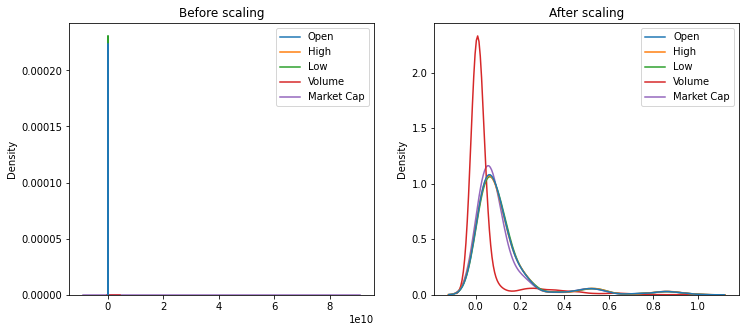 Before scaling
Density
0.00020
0.00015
0.00010
0.00005
0.00000
0
2
4
6
8
1e10
Open
High
Low
Volume
Market Cap
After scaling
Density
2.0
1.5
1.0
0.5
0.0
0.0
0.2
0.4
0.6
0.8
1.0
Open
High
Low
Volume
Market Cap